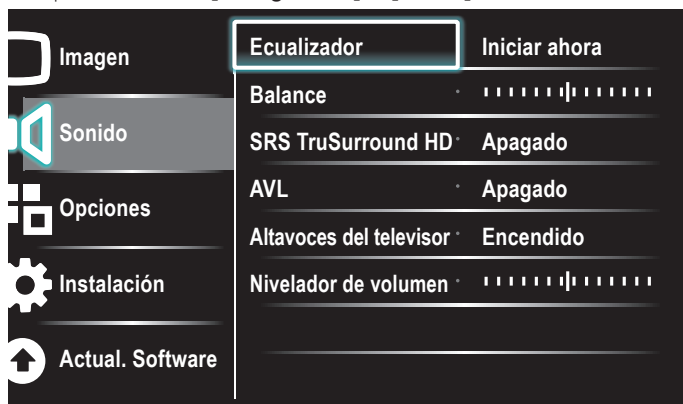 Imagen
Sonido
Opciones
Instalación
Actual. Software
Ecualizador Iniciar ahora
Balance
SRS TruSurround HD Apagado
AVL Apagado
Altavoces del televisor Encendido
Nivelador de volumen